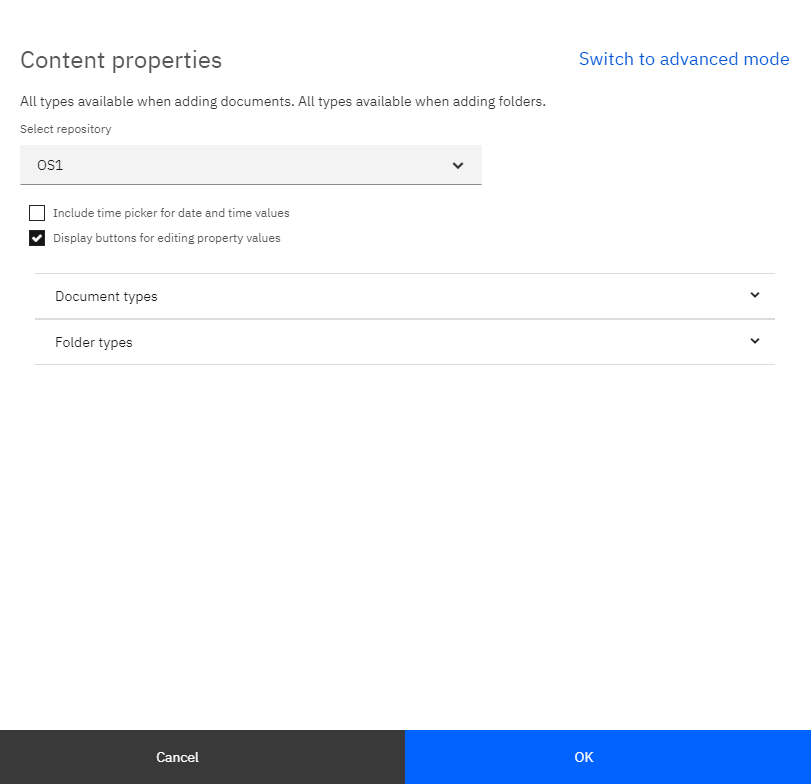 Content properties
Switch to advanced mode
All types available when adding documents. All types available when adding folders.
Select repository
OS1
Include time picker for date and time values
Display buttons for editing property values
Document types
Folder types
Cancel
OK